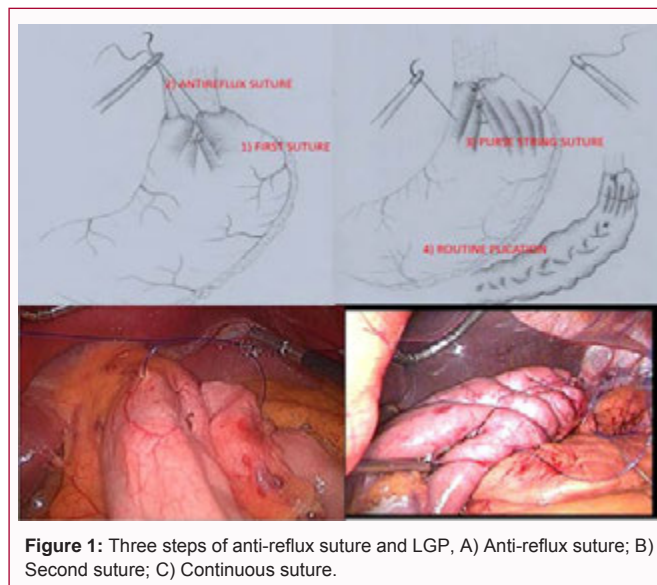 2) ANTIREFLUX SUTURE
1) FIRST SUTURE
3) PURSE STRING SUTURE
4) ROUTINE PLICATION
Figure 1: Three steps of anti-reflux suture and LGP, A) Anti-reflux suture; B)
Second suture; C) Continuous suture.